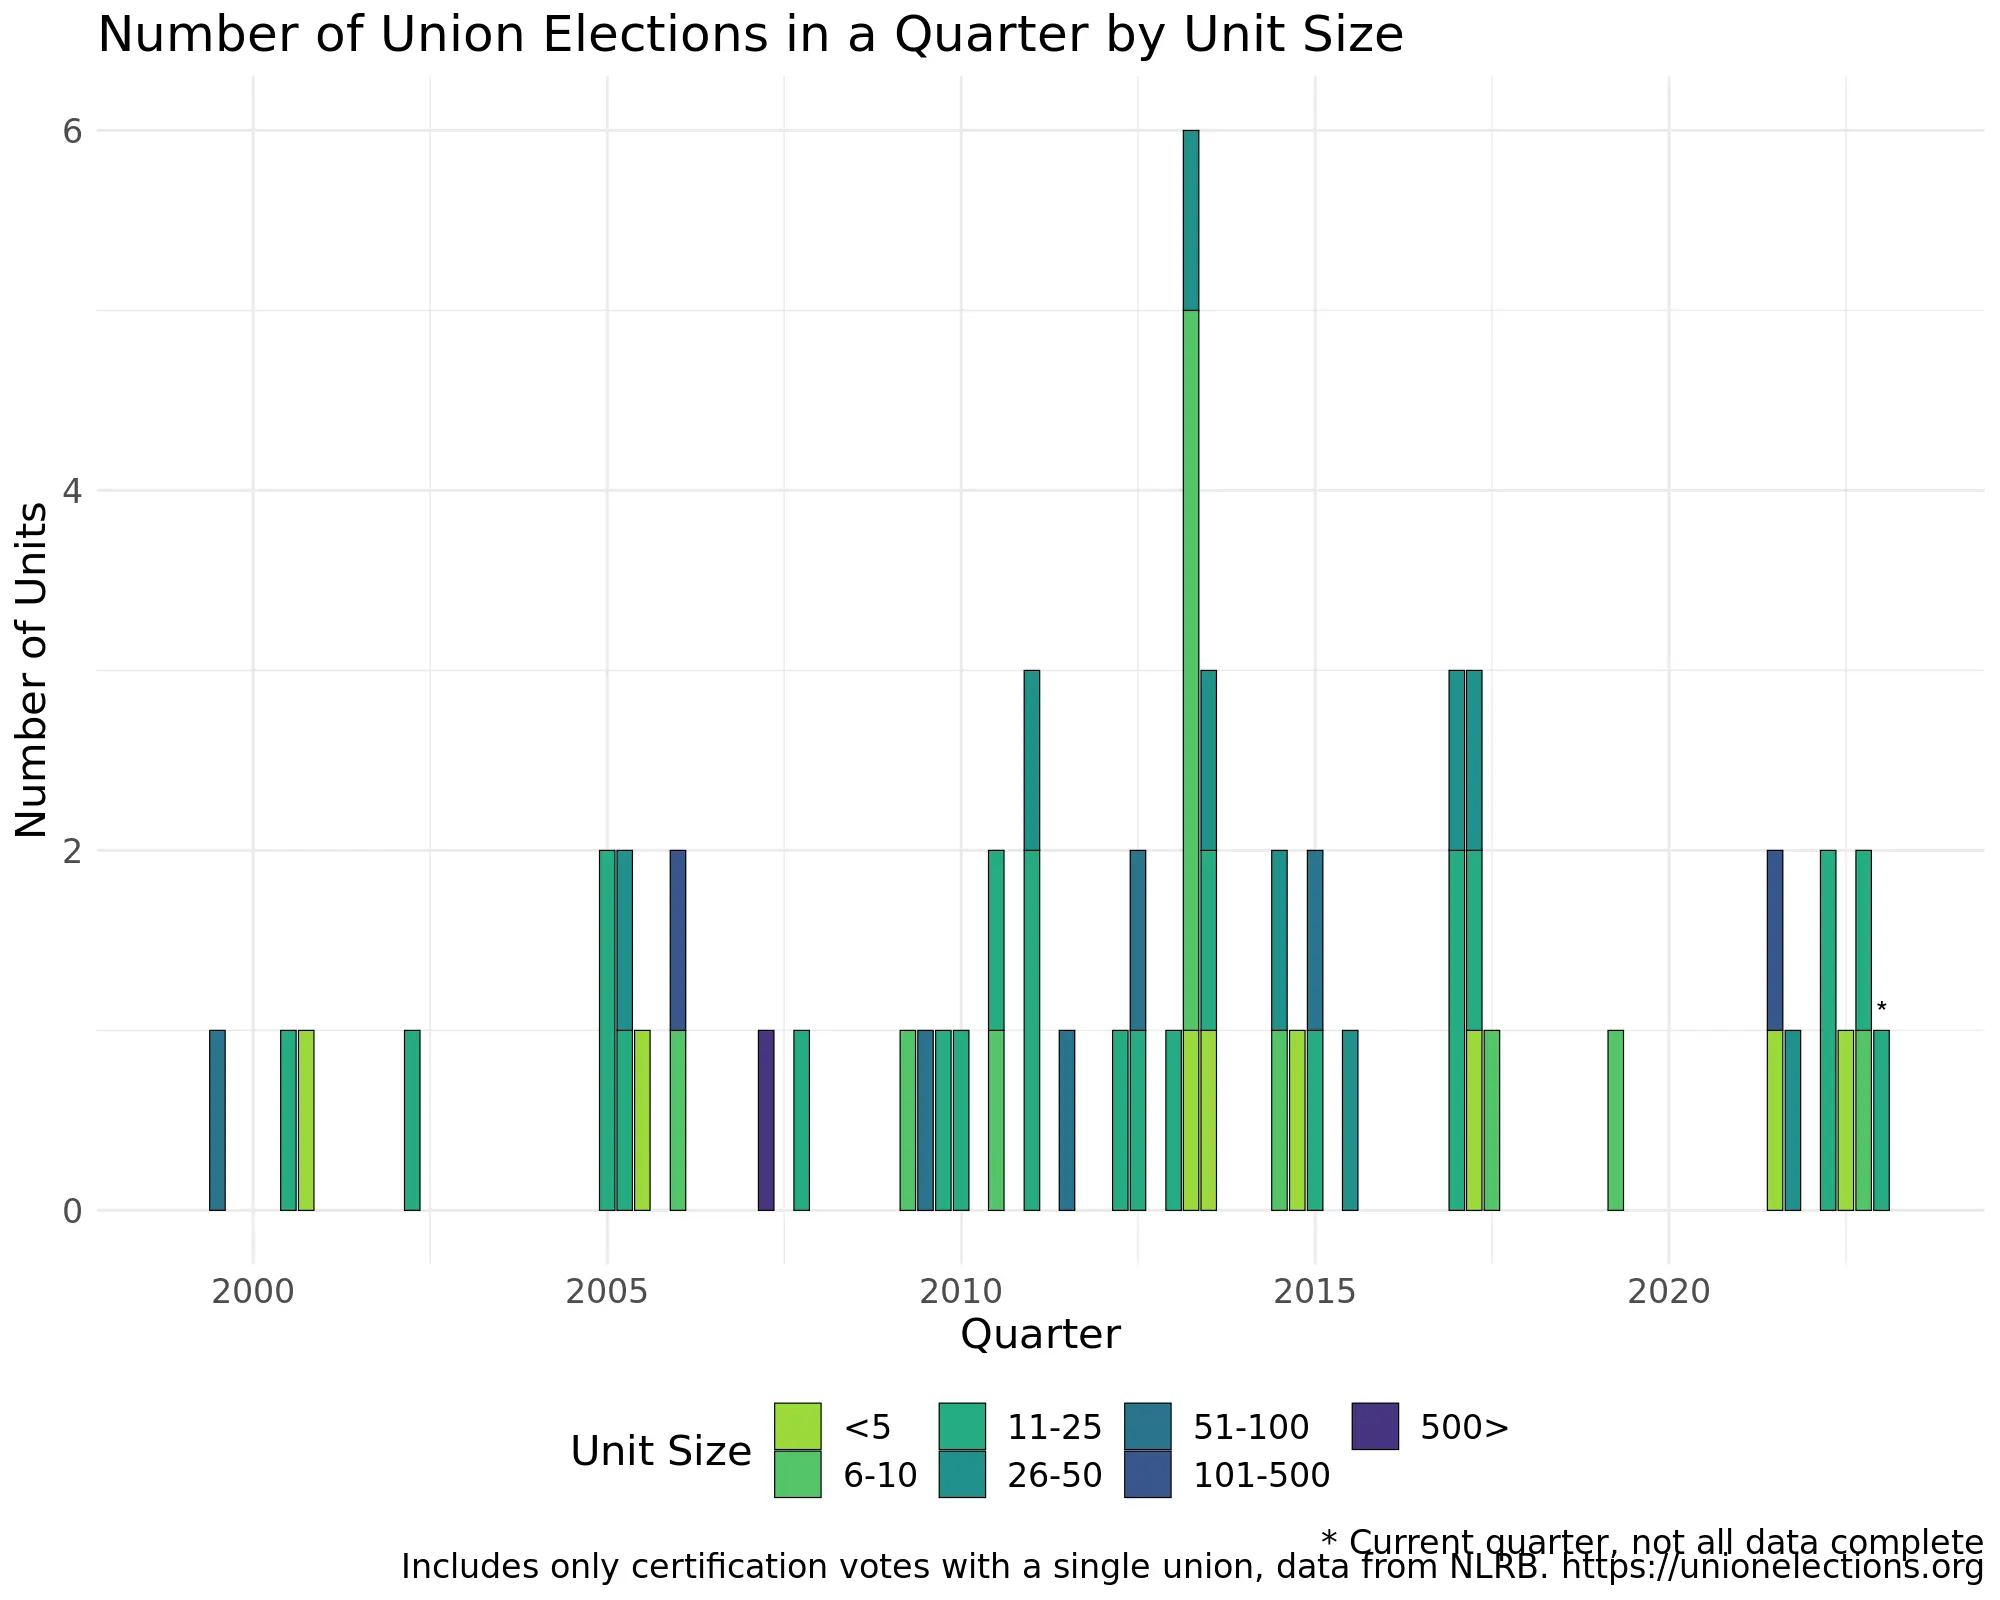 Number of Union Elections in a Quarter by Unit Size
Number of Units
6
4
2
0
*
2000 2005 2010 2015 2020
Quarter
Unit Size
<5 11-25 51-100 500>
6-10 26-50 101-500
* Current quarter, not all data complete
Includes only certification votes with a single union, data from NLRB. https://unionelections.org